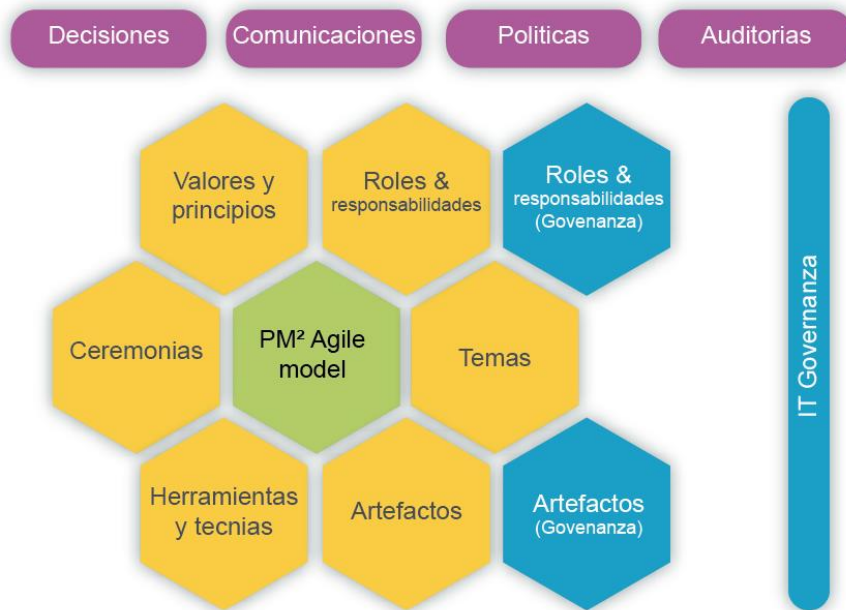 Decisiones
Comunicaciones
Politicas
Auditorias
Valores y
principios
Roles &
responsabilidades
Roles &
responsabilidades
(Govenanza)
Ceremonias
PM² Agile
model
Temas
IT Governanza
Herramientas
y tecnias
Artefactos
Artefactos
(Govenanza)